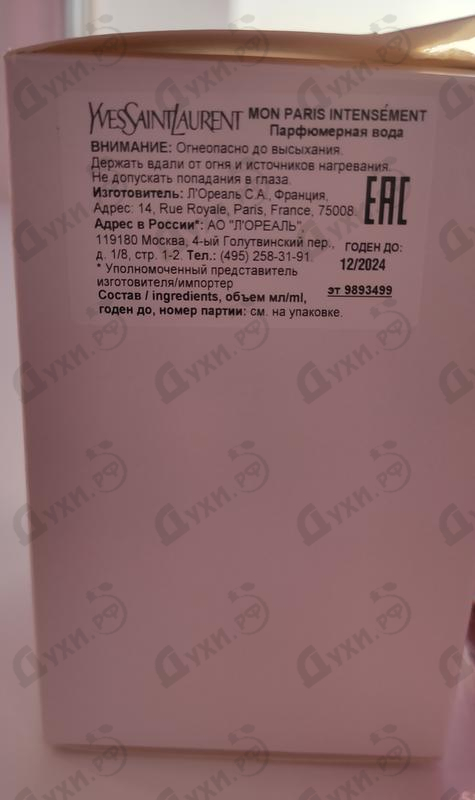 YVESSAINTLAURENT MON PARIS INTENSÉMENT
Парфюмерная вода
ВНИМАНИЕ: Огнеопасно до высыхания.
Держать вдали от огня и источников нагревания.
Не допускать попадания в глаза.
Изготовитель: Л'Ореаль С.А., Франция,
Адрес: 14, Rue Royale, Paris, France, 75008.
EAC
Адрес в России*: АО "Л'ОРЕАЛЬ",
119180 Москва, 4-ый Голутвинский пер.,
д. 1/8, стр. 1-2. Тел.: (495) 258-31-91.
ГОДЕН ДО:
12/2024
* Уполномоченный представитель
изготовителя/импортер
эт 9893499
Состав / ingredients, объем мл/ml,
годен до, номер партии: см. на упаковке.
Духи.рф